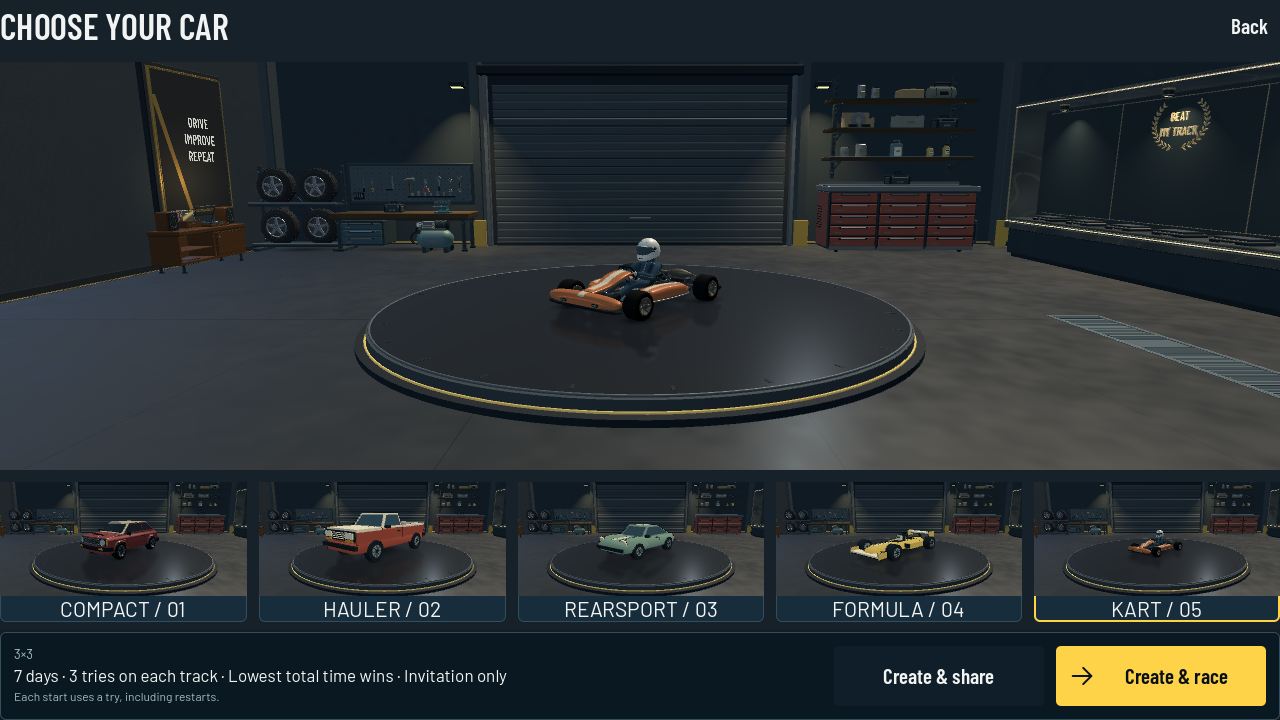 CHOOSE YOUR CAR
Back
DRIVE
IMPROVE
REPEAT
BEAT
MY TRACK
COMPACT / 01
HAULER / 02
REARSPORT / 03
FORMULA / 04
KART / 05
3×3
7 days · 3 tries on each track · Lowest total time wins · Invitation only
Each start uses a try, including restarts.
Create & share
→ Create & race